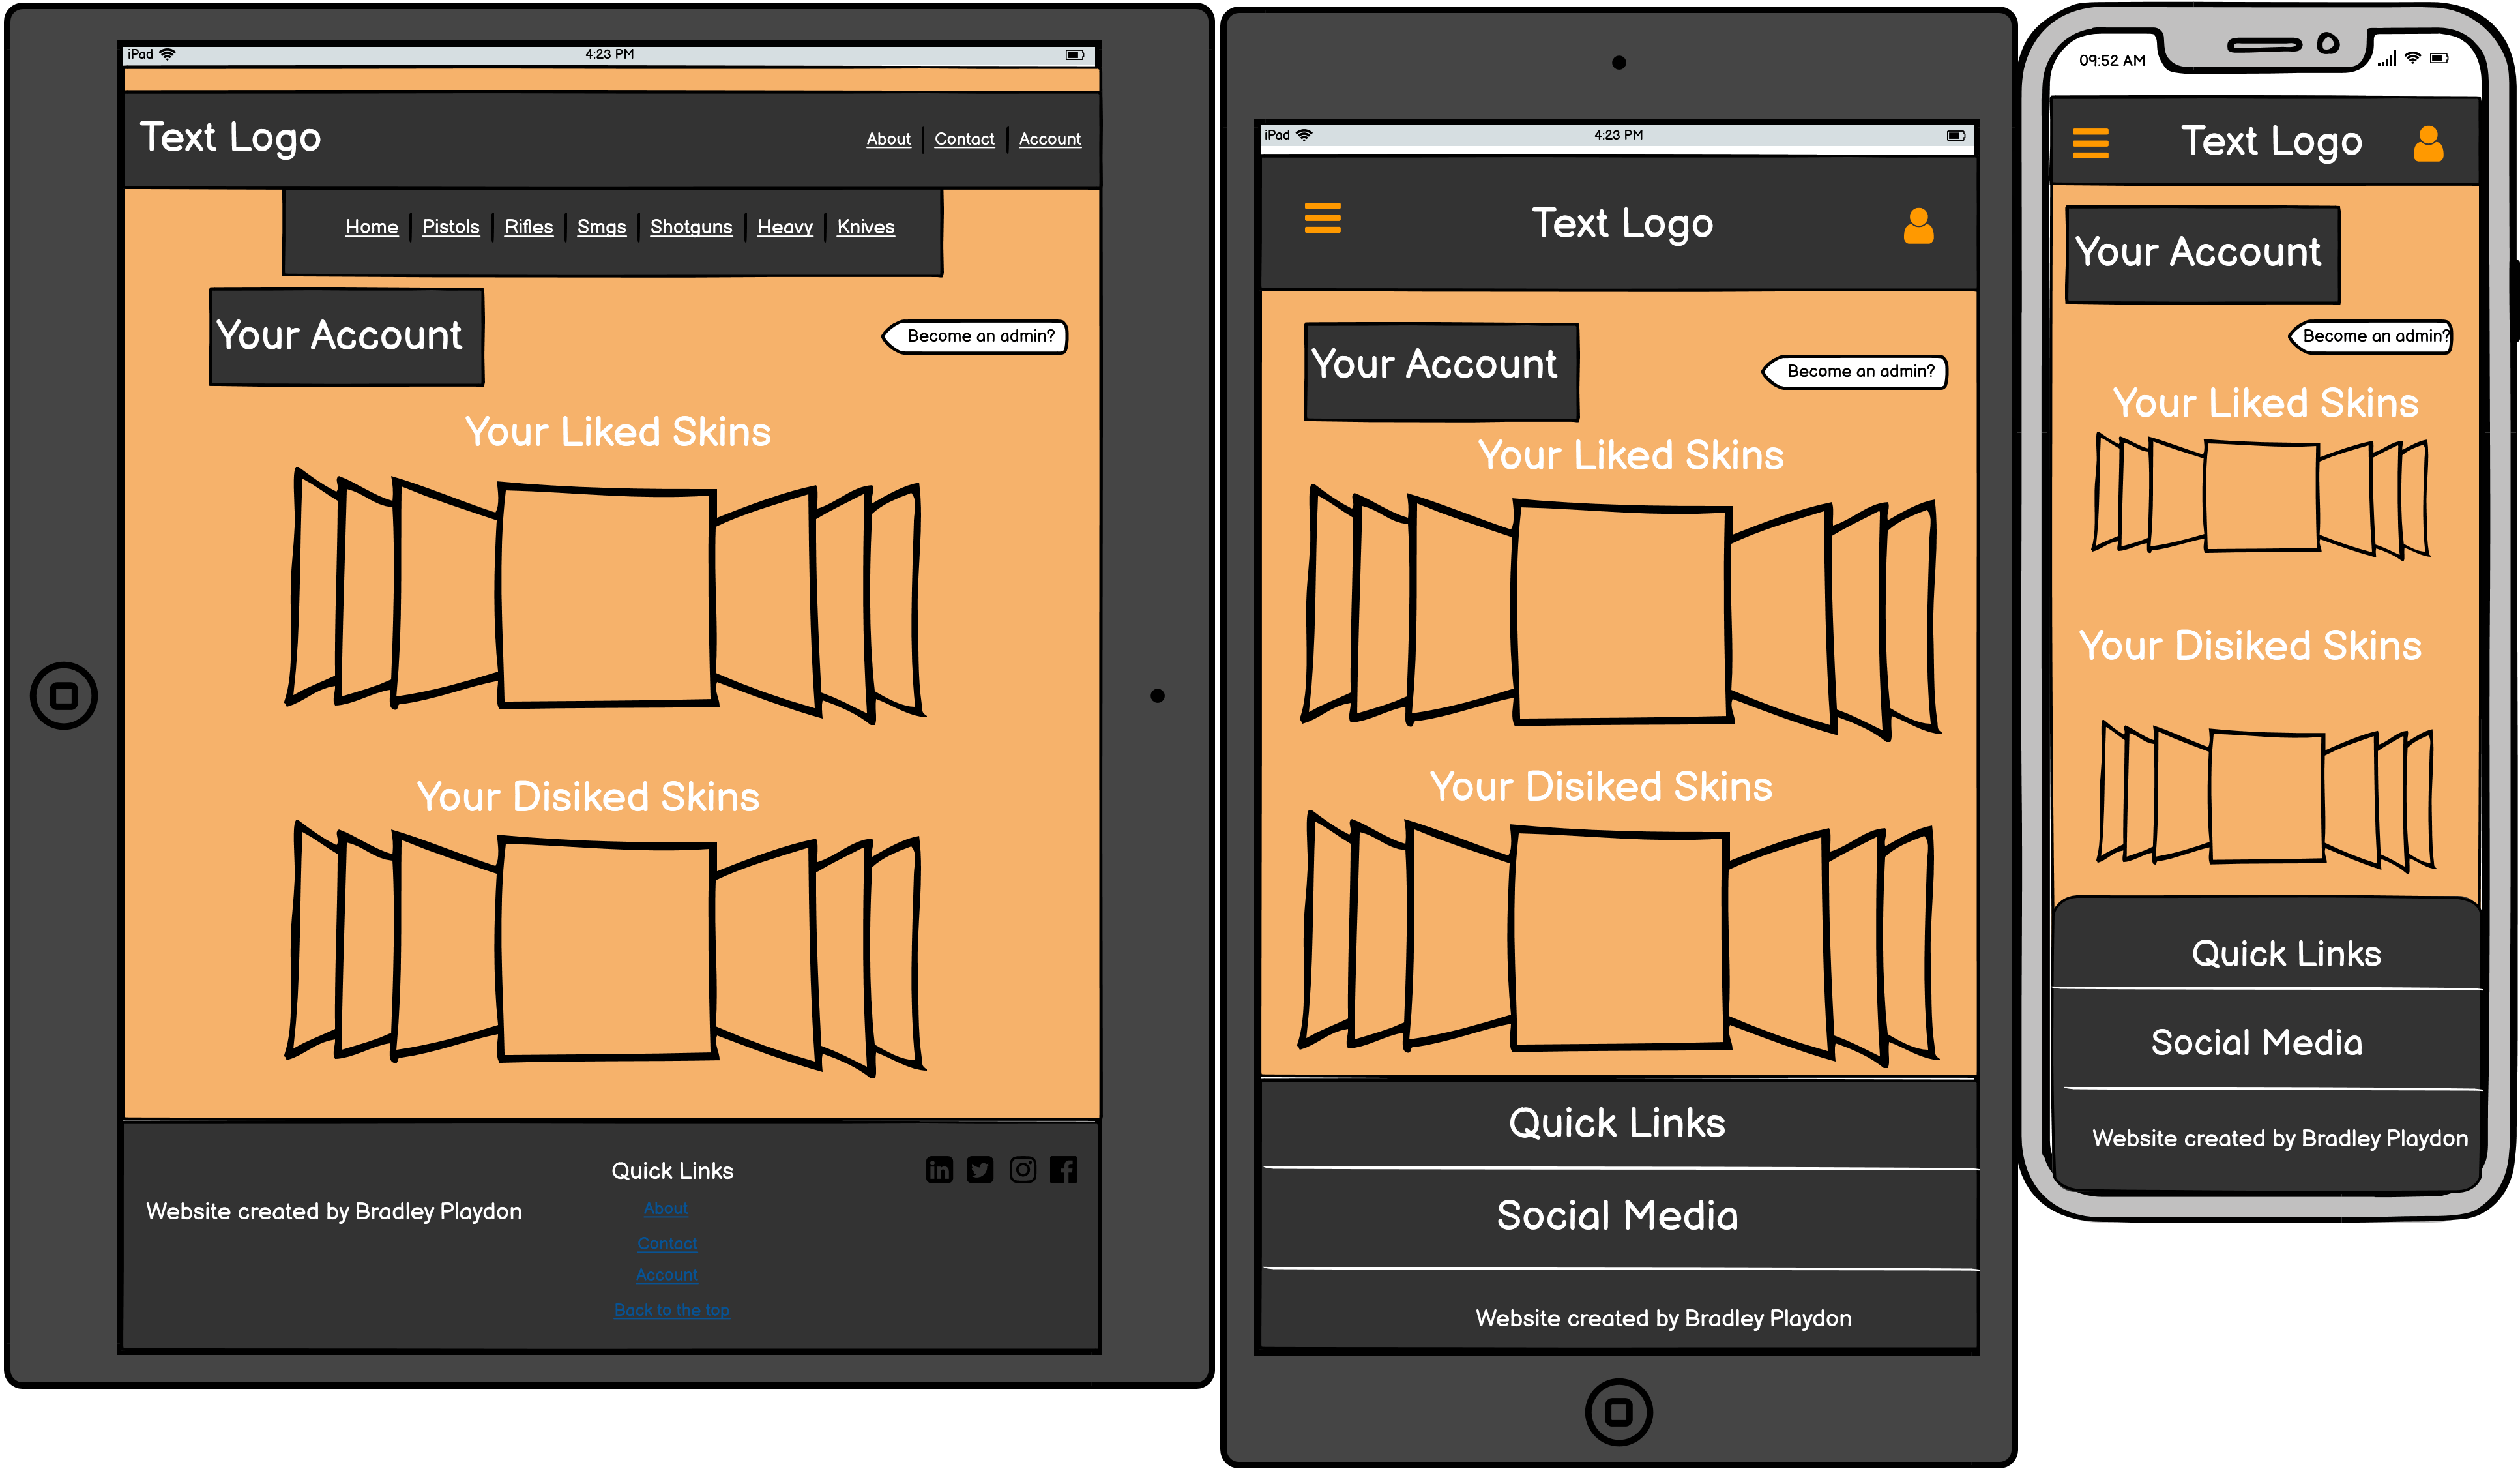 iPad 4:23 PM
Text Logo
About Contact Account
Home Pistols Rifles Smgs Shotguns Heavy Knives
Your Account
Become an admin?
Your Liked Skins
Your Disiked Skins
Quick Links
Website created by Bradley Playdon
About
Contact
Account
Back to the top
iPad 4:23 PM
Text Logo
Your Account
Become an admin?
Your Liked Skins
Your Disiked Skins
Quick Links
Social Media
Website created by Bradley Playdon
09:52 AM
Text Logo
Your Account
Become an admin?
Your Liked Skins
Your Disiked Skins
Quick Links
Social Media
Website created by Bradley Playdon